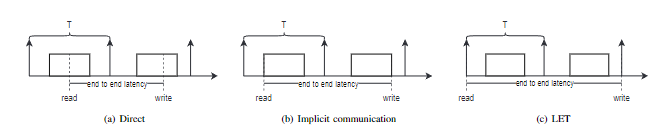 T
end to end latency
read
write
(a) Direct
T
end to end latency
read
write
(b) Implicit communication
T
end to end latency
read
write
(c) LET